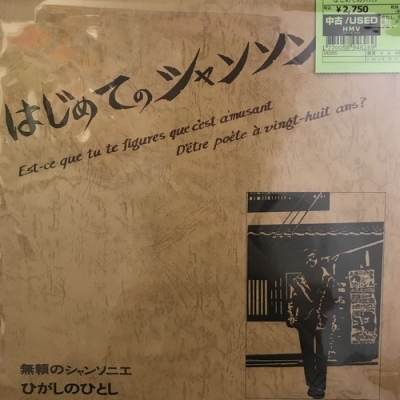 ¥2,750
中古/USED
HMV
はじめてのシャンソン
Est-ce que tu te figures que c'est amusant
D'être poète à vingt-huit ans?
無頼のシャンソニエ
ひがしのひとし